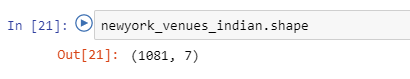 In [21]: newyork_venues_indian.shape
Out[21]: (1081, 7)